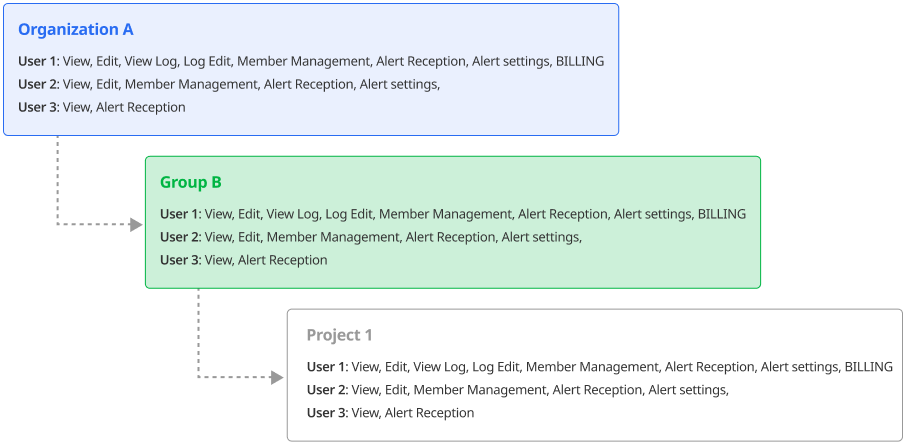 Organization A
User 1: View, Edit, View Log, Log Edit, Member Management, Alert Reception, Alert settings, BILLING
User 2: View, Edit, Member Management, Alert Reception, Alert settings,
User 3: View, Alert Reception
Group B
User 1: View, Edit, View Log, Log Edit, Member Management, Alert Reception, Alert settings, BILLING
User 2: View, Edit, Member Management, Alert Reception, Alert settings,
User 3: View, Alert Reception
Project 1
User 1: View, Edit, View Log, Log Edit, Member Management, Alert Reception, Alert settings, BILLING
User 2: View, Edit, Member Management, Alert Reception, Alert settings,
User 3: View, Alert Reception